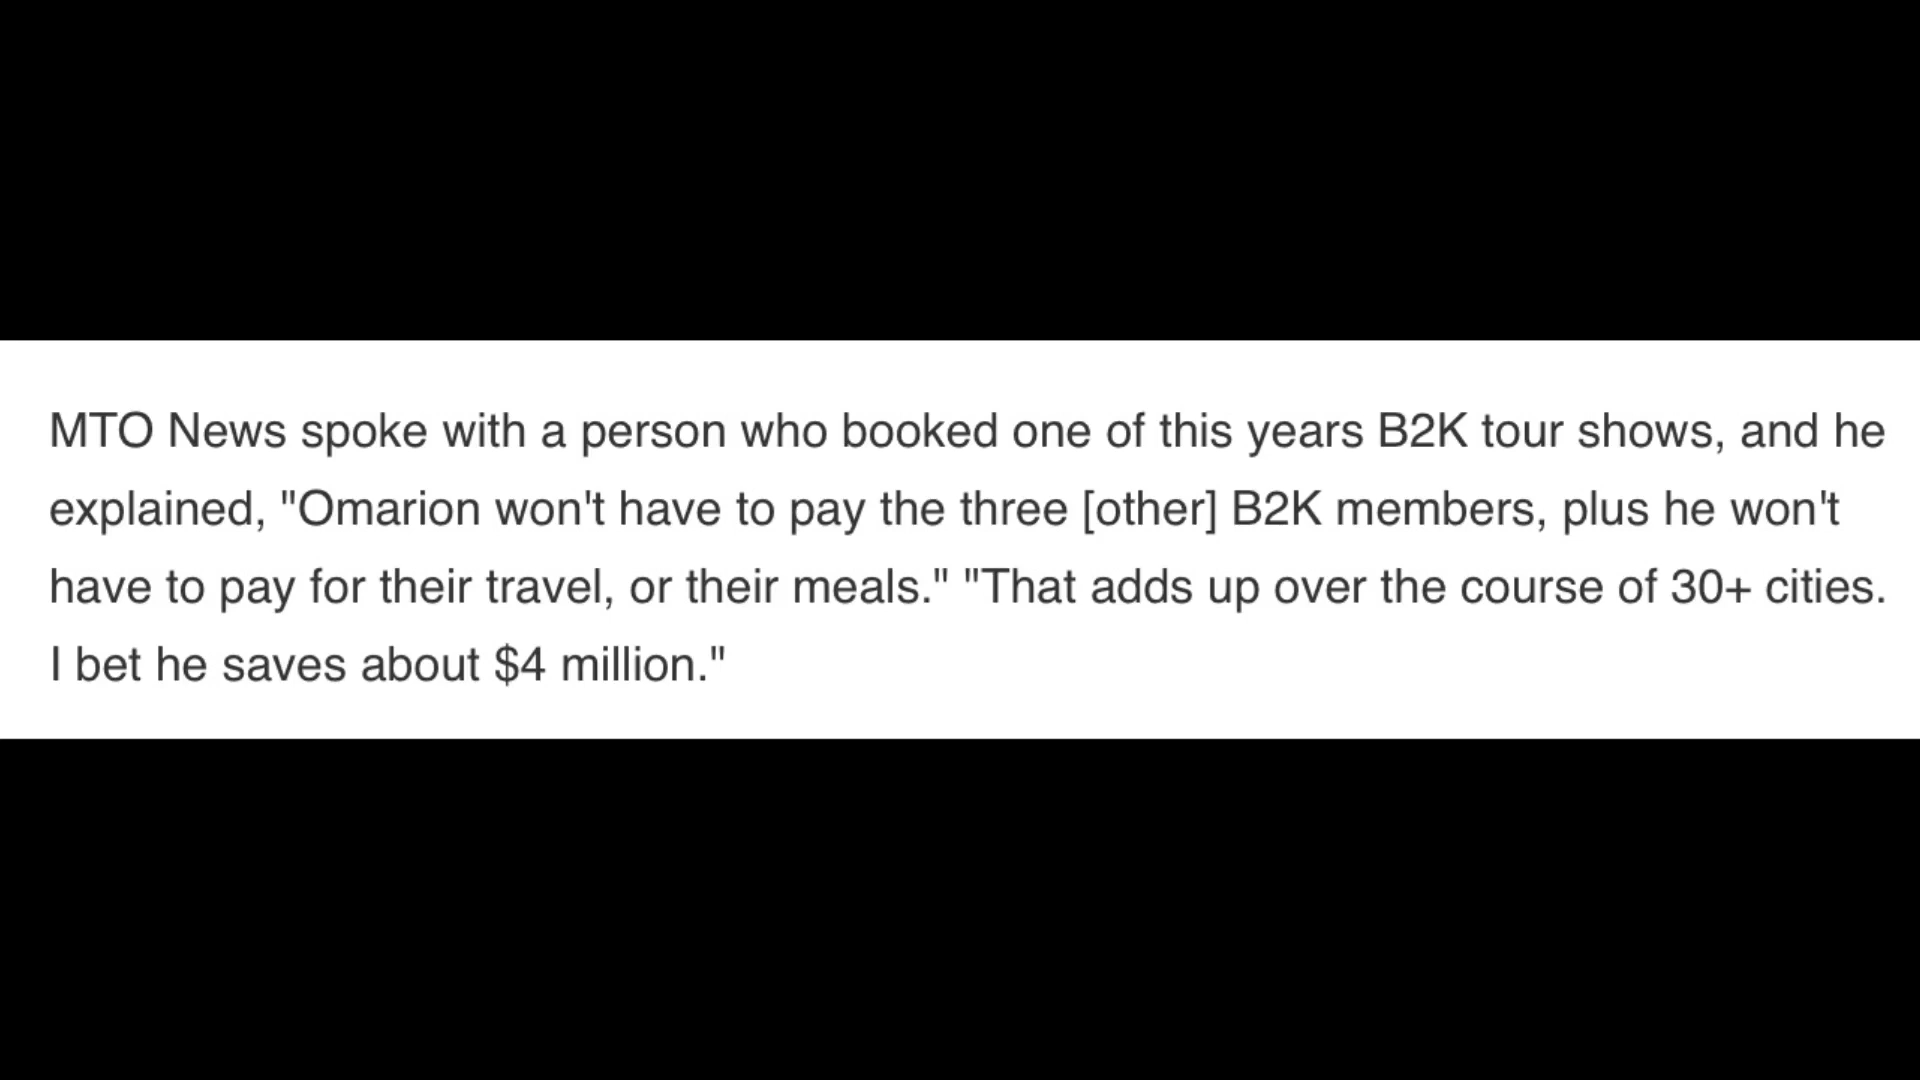 MTO News spoke with a person who booked one of this years B2K tour shows, and he
explained, "Omarion won't have to pay the three [other] B2K members, plus he won't
have to pay for their travel, or their meals." "That adds up over the course of 30+ cities.
I bet he saves about $4 million."